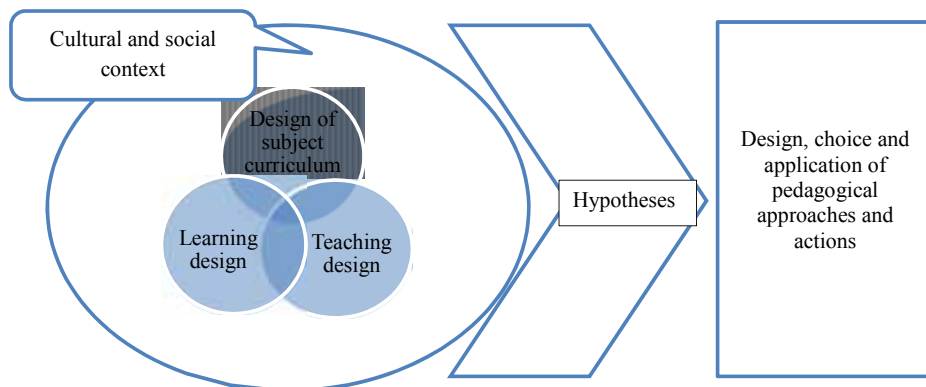 Cultural and social
context
Design of
subject
curriculum
Learning
design
Teaching
design
Hypotheses
Design, choice and
application of
pedagogical
approaches and
actions